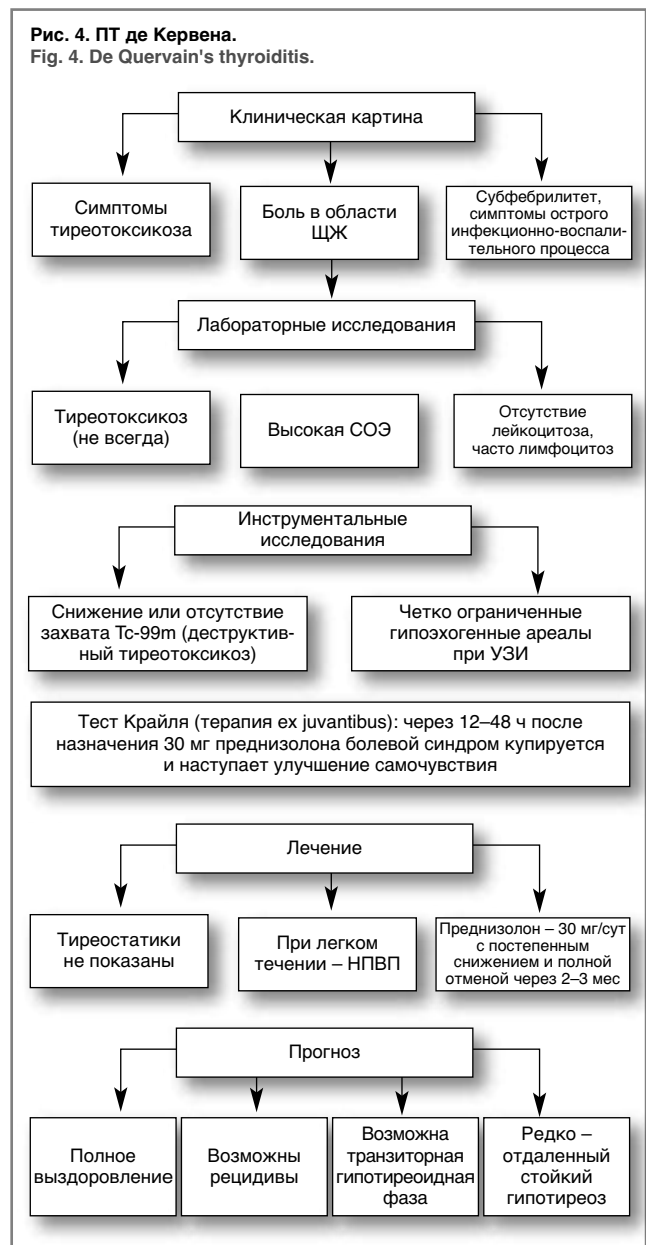 Рис. 4. ПТ де Кервена.
Fig. 4. De Quervain's thyroiditis.
Клиническая картина
Симптомы
тиреотоксикоза
Боль в области
ЩЖ
Субфебрилитет,
симптомы острого
инфекционно-воспали-
тельного процесса
Лабораторные исследования
Тиреотоксикоз
(не всегда)
Высокая СОЭ
Отсутствие
лейкоцитоза,
часто лимфоцитоз
Инструментальные
исследования
Снижение или отсутствие
захвата Tc-99m (деструктив-
ный тиреотоксикоз)
Четко ограниченные
гипоэхогенные ареалы
при УЗИ
Тест Крайля (терапия ex juvantibus): через 12–48 ч после
назначения 30 мг преднизолона болевой синдром купируется
и наступает улучшение самочувствия
Лечение
Тиреостатики
не показаны
При легком
течении – НПВП
Преднизолон – 30 мг/сут
с постепенным
снижением и полной
отменой через 2–3 мес
Прогноз
Полное
выздоровление
Возможны
рецидивы
Возможна
транзиторная
гипотиреоидная
фаза
Редко –
отдаленный
стойкий
гипотиреоз